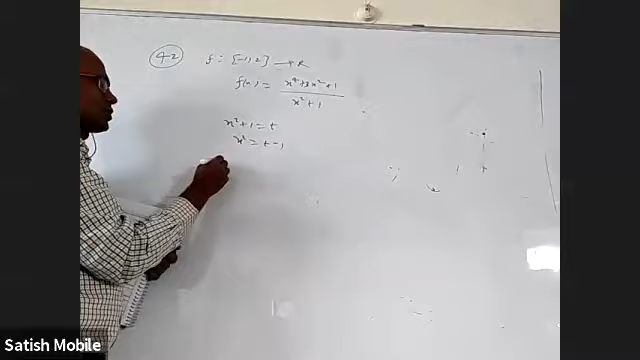 42 f: [-1, 2] → R
f(x) = x⁴+3x²+1 / x²+1
x²+1 = t
x² = t-1
Satish Mobile